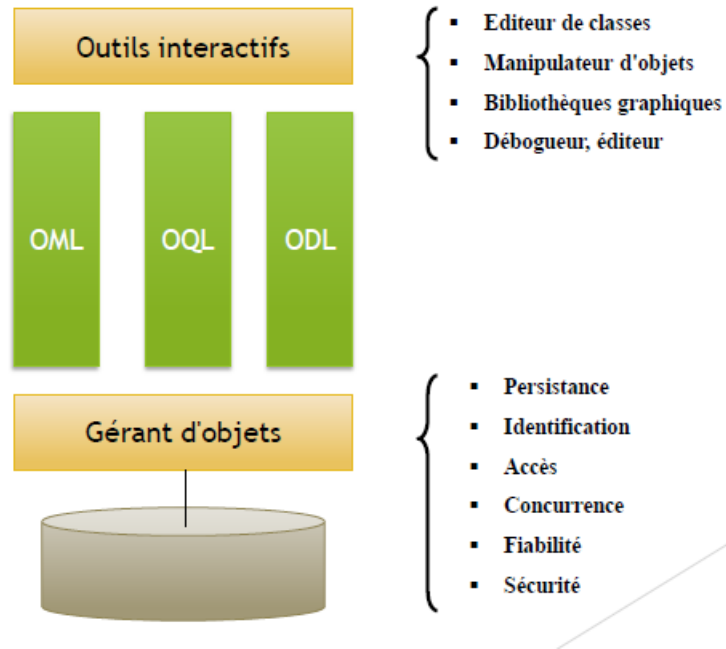 Outils interactifs
▪ Editeur de classes
▪ Manipulateur d'objets
▪ Bibliothèques graphiques
▪ Débogueur, éditeur
OML
OQL
ODL
Gérant d'objets
▪ Persistance
▪ Identification
▪ Accès
▪ Concurrence
▪ Fiabilité
▪ Sécurité